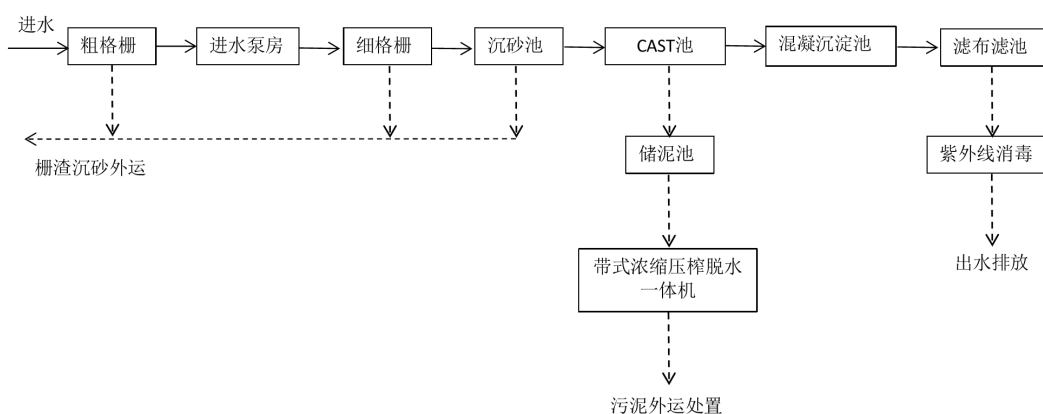 进水
粗格栅
进水泵房
细格栅
沉砂池
CAST池
混凝沉淀池
滤布滤池
栅渣沉砂外运
储泥池
紫外线消毒
带式浓缩压榨脱水
一体机
出水排放
污泥外运处置